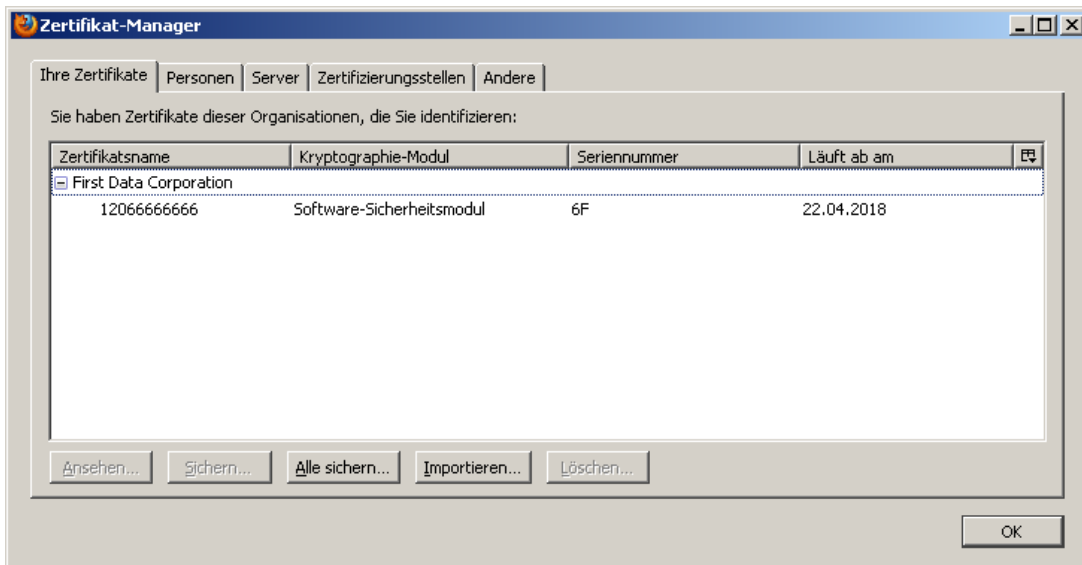 Zertifikat-Manager
Ihre Zertifikate Personen Server Zertifizierungsstellen Andere
Sie haben Zertifikate dieser Organisationen, die Sie identifizieren:
Zertifikatsname Kryptographie-Modul Seriennummer Läuft ab am
First Data Corporation
12066666666 Software-Sicherheitsmodul 6F 22.04.2018
Ansehen... Sichern... Alle sichern... Importieren... Löschen...
OK